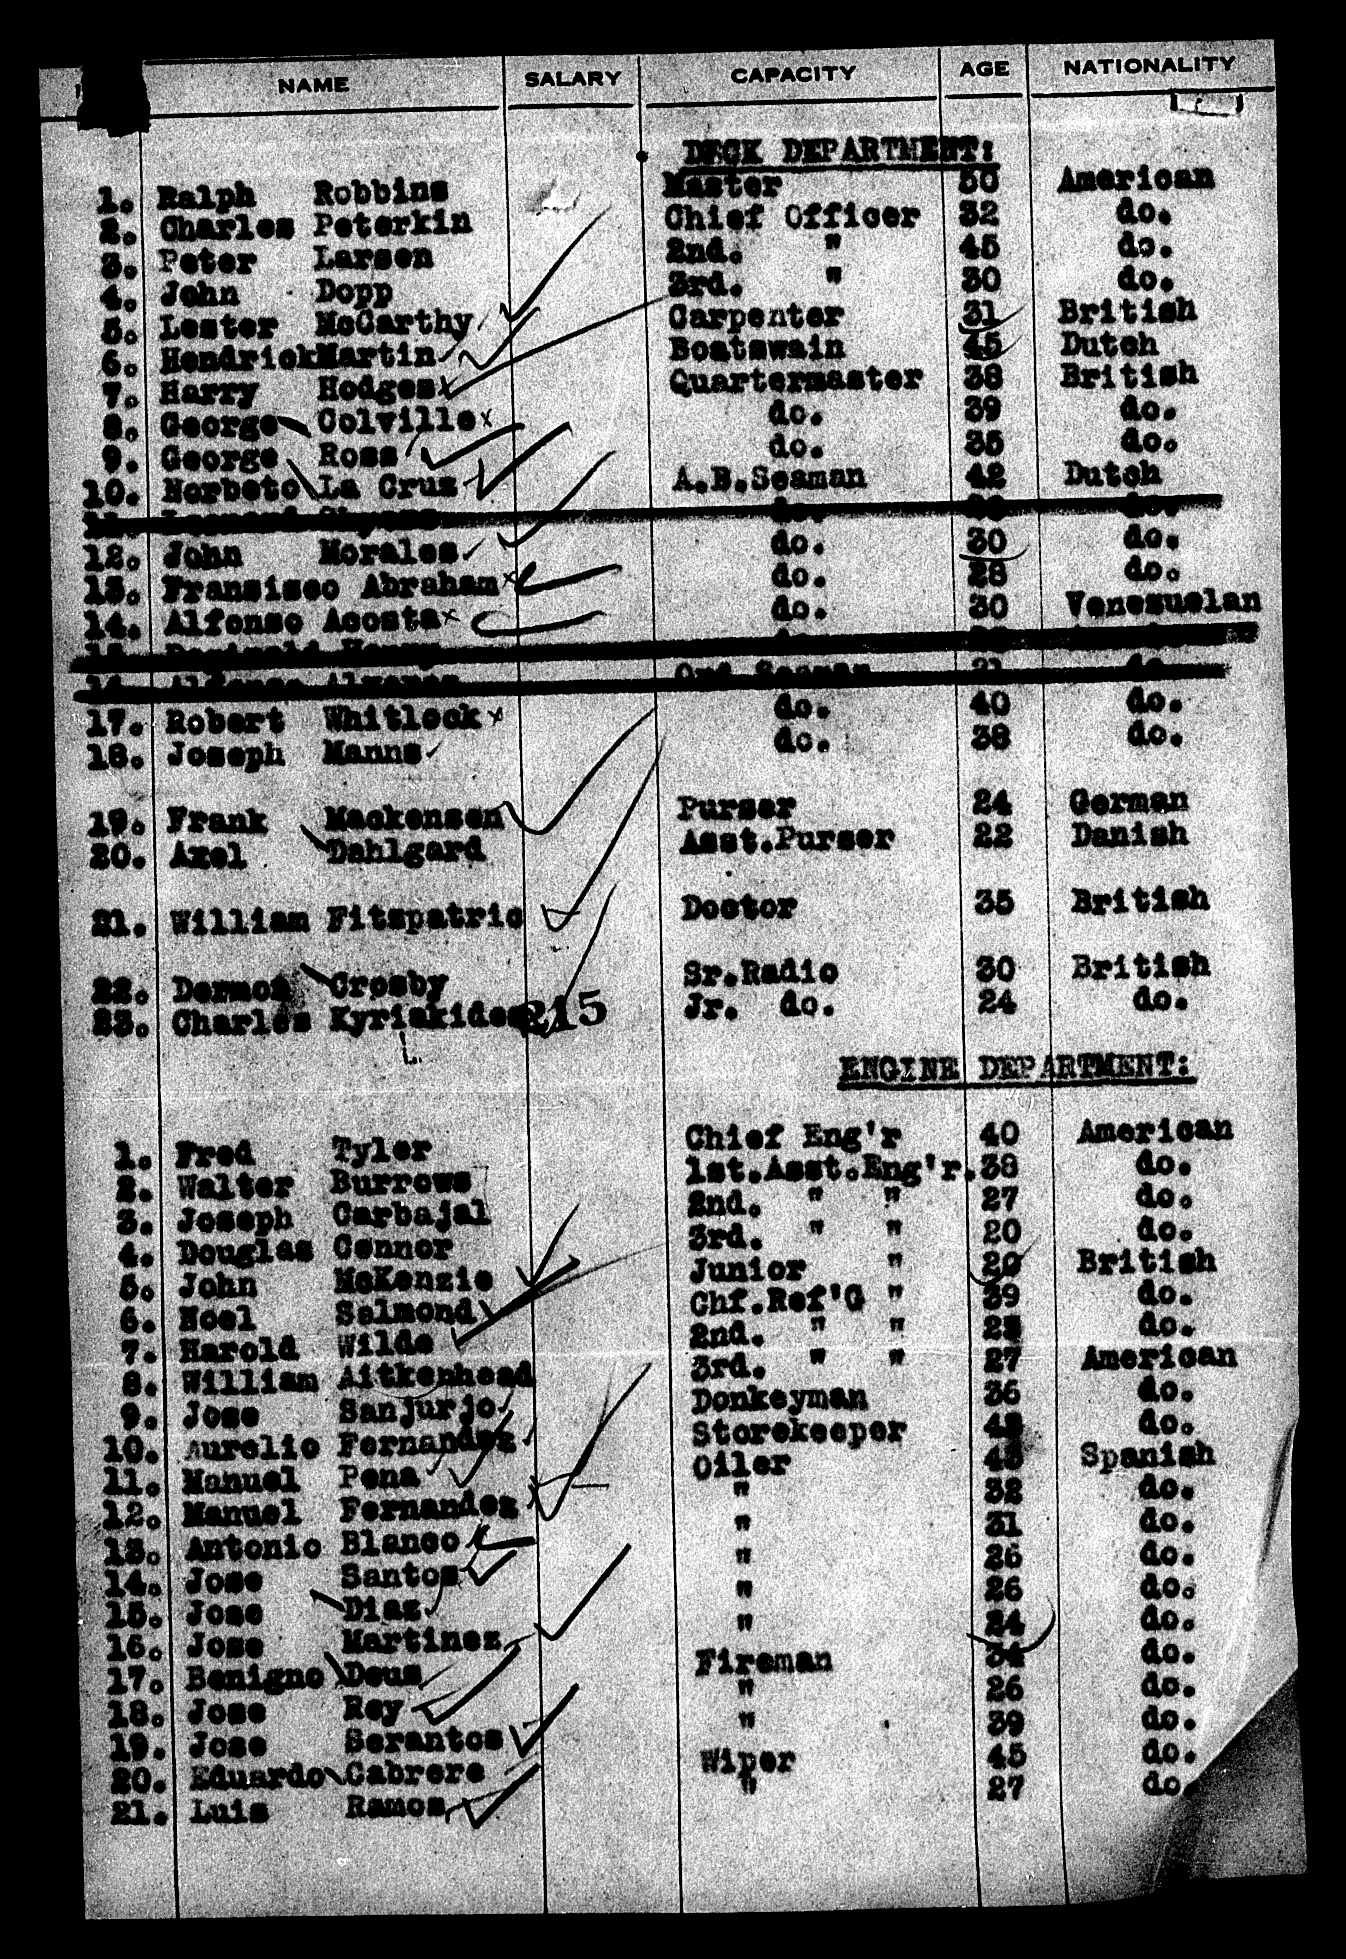 NAME SALARY CAPACITY AGE NATIONALITY
DECK DEPARTMENT:
1. Ralph Robbins Master 50 American
2. Charles Peterkin Chief Officer 32 do.
3. Peter Larsen 2nd. " 45 do.
4. John Dopp 3rd. " 30 do.
5. Lester McCarthy Carpenter 31 British
6. Hendrick Martin Boatswain 45 Dutch
7. Harry Hodges Quartermaster 38 British
8. George Colville do. 39 do.
9. George Ross do. 35 do.
10. Norbeto La Cruz A.B.Seaman 42 Dutch
11. do. do.
12. John Morales do. 30 do.
13. Fransisco Abraham do. 28 do.
14. Alfonso Acosta do. 30 Venezuelan
15.
16. Ord.Seaman 21 do.
17. Robert Whitlock do. 40 do.
18. Joseph Manns do. 38 do.
19. Frank Mackensen Purser 24 German
20. Axel Dahlgard Asst.Purser 22 Danish
21. William Fitzpatric Doctor 35 British
22. Dermot Crosby Sr.Radio 30 British
23. Charles Kyriakides 215 Jr. do. 24 do.
ENGINE DEPARTMENT:
1. Fred Tyler Chief Eng'r 40 American
2. Walter Burrows 1st.Asst.Eng'r. 38 do.
3. Joseph Carbajal 2nd. " " 27 do.
4. Douglas Connor 3rd. " " 20 do.
5. John McKenzie Junior " 20 British
6. Noel Salmond Chf.Ref'G " 39 do.
7. Harold Wilde 2nd. " " do.
8. William Aitkenhead 3rd. " " 27 American
9. Jose Sanjurjo Donkeyman 36 do.
10. Aurelio Fernandez Storekeeper do.
11. Manuel Pena Oiler Spanish
12. Manuel Fernandez " 32 do.
13. Antonio Blanco " 31 do.
14. Jose Santos " 26 do.
15. Jose Diaz " 26 do.
16. Jose Martinez " 24 do.
17. Benigno Deus Fireman 34 do.
18. Jose Rey " 26 do.
19. Jose Serantos " 39 do.
20. Eduardo Cabrera Wiper 45 do.
21. Luis Ramos " 27 do.